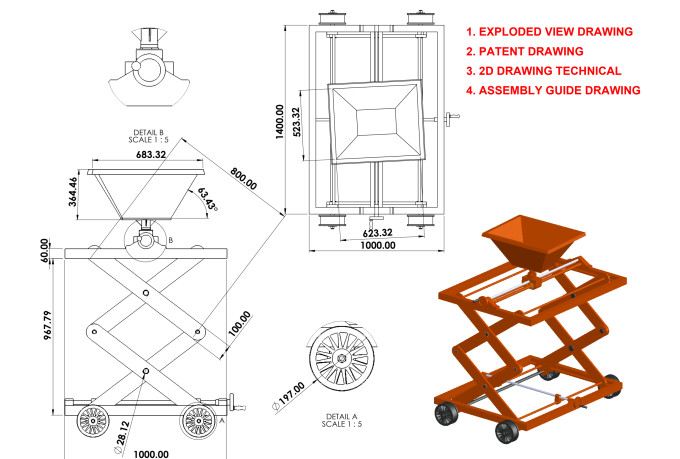 1. EXPLODED VIEW DRAWING
2. PATENT DRAWING
3. 2D DRAWING TECHNICAL
4. ASSEMBLY GUIDE DRAWING
DETAIL B
SCALE 1 : 5
683.32
364.46
63.43°
800.00
B
60.00
967.79
100.00
A
Ø28.12
1000.00
1400.00
523.32
623.32
1000.00
Ø197.00
DETAIL A
SCALE 1 : 5